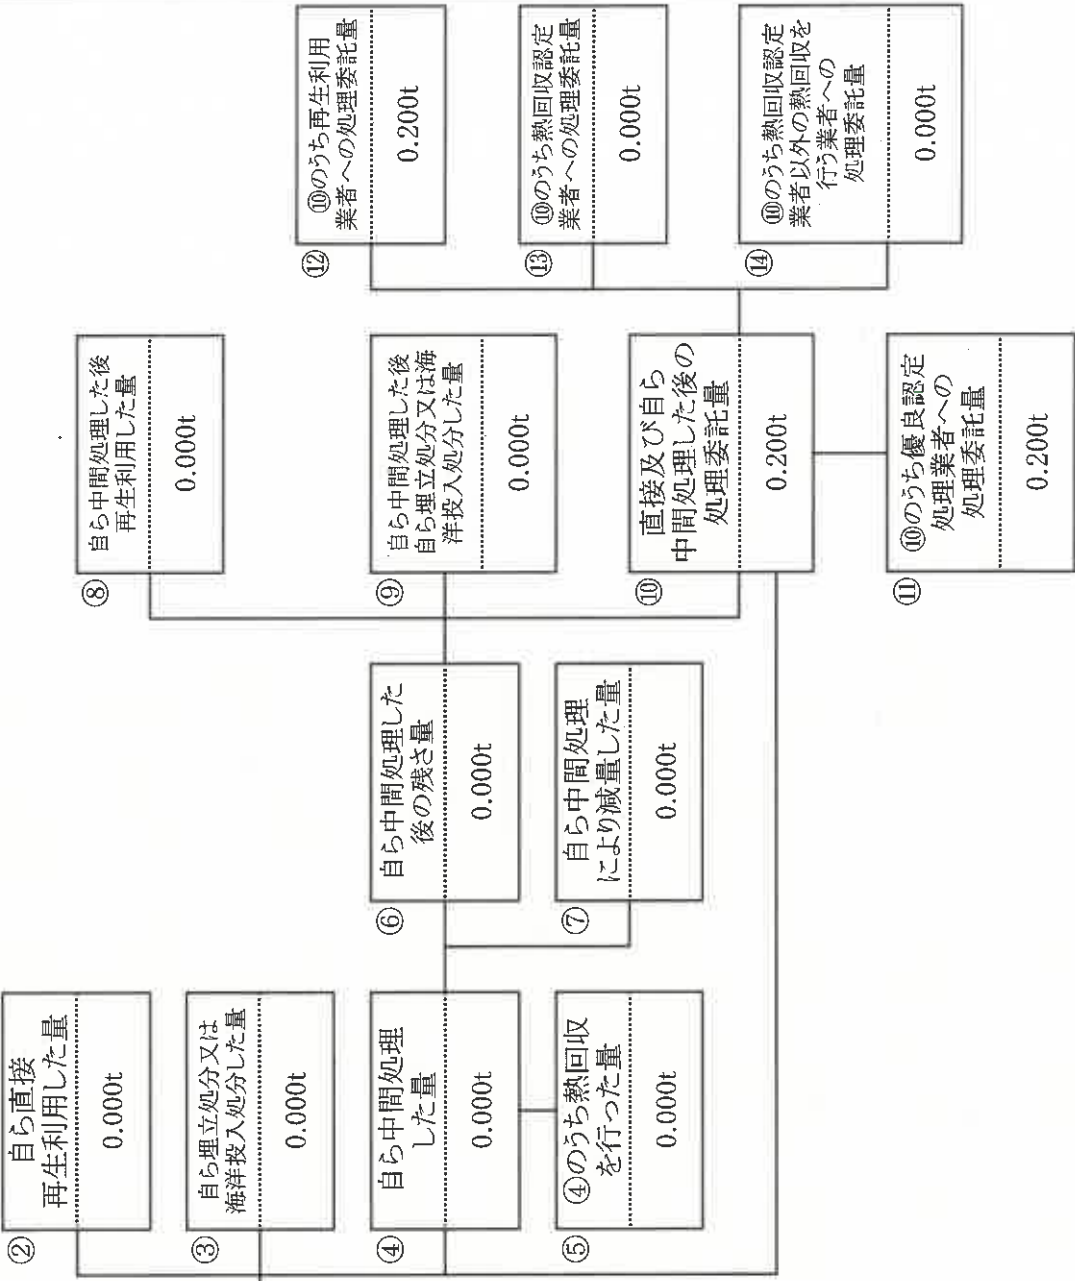 ②
自ら直接
再生利用した量
0.000t
③
自ら埋立処分又は
海洋投入処分した量
0.000t
④
自ら中間処理
した量
0.000t
⑤
④のうち熱回収
を行った量
0.000t
⑥
自ら中間処理した
後の残さ量
0.000t
⑦
自ら中間処理
により減量した量
0.000t
⑧
自ら中間処理した後
再生利用した量
0.000t
⑨
自ら中間処理した後
自ら埋立処分又は海
洋投入処分した量
0.000t
⑩
直接及び自ら
中間処理した後の
処理委託量
0.200t
⑪
⑩のうち優良認定
処理業者への
処理委託量
0.200t
⑫
⑩のうち再生利用
業者への処理委託量
0.200t
⑬
⑩のうち熱回収認定
業者への処理委託量
0.000t
⑭
⑩のうち熱回収認定
業者以外の熱回収を
行う業者への
処理委託量
0.000t